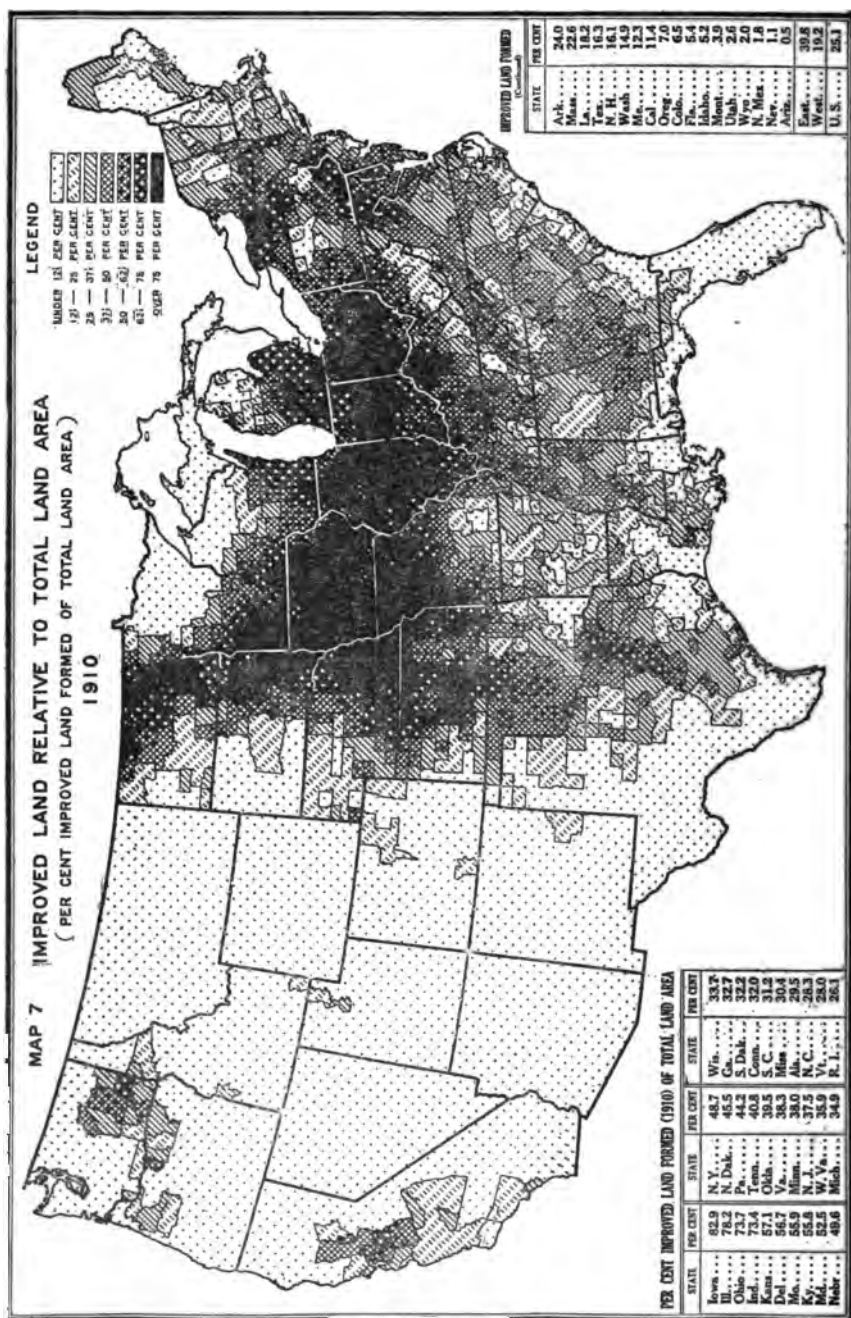 MAP 7 IMPROVED LAND RELATIVE TO TOTAL LAND AREA
( PER CENT IMPROVED LAND FORMED OF TOTAL LAND AREA )
1910
LEGEND
UNDER 12½ PER CENT
12½ — 25 PER CENT
25 — 37½ PER CENT
37½ — 50 PER CENT
50 — 62½ PER CENT
62½ — 75 PER CENT
OVER 75 PER CENT
PER CENT IMPROVED LAND FORMED (1910) OF TOTAL LAND AREA
STATE PER CENT STATE PER CENT STATE PER CENT
Iowa.... 82.9 N. Y..... 48.7 Wis..... 33.7
Ill...... 78.2 N. Dak... 45.5 Ga...... 32.7
Ohio.... 73.7 Pa...... 44.2 S. Dak... 32.2
Ind..... 73.4 Tenn.... 40.8 Conn.... 32.0
Kans.... 57.1 Okla.... 39.5 S. C..... 31.2
Del..... 56.7 Va...... 38.3 Miss.... 30.4
Mo...... 55.9 Minn.... 38.0 Ala..... 29.5
Ky...... 55.8 N. J..... 37.5 N. C..... 28.3
Md..... 52.5 W. Va... 35.9 Vt...... 28.0
Nebr.... 49.6 Mich.... 34.9 R. I..... 26.1
IMPROVED LAND FORMED
(Continued)
STATE PER CENT
Ark..... 24.0
Mass.... 22.6
La...... 18.2
Tex..... 16.3
N. H.... 16.1
Wash... 14.9
Me..... 12.3
Cal..... 11.4
Oreg.... 7.0
Colo.... 6.5
Fla...... 5.4
Idaho... 5.2
Mont... 3.9
Utah.... 2.6
Wyo.... 2.0
N. Mex.. 1.8
Nev..... 1.1
Ariz..... 0.5
East..... 39.8
West.... 19.2
U. S..... 25.1